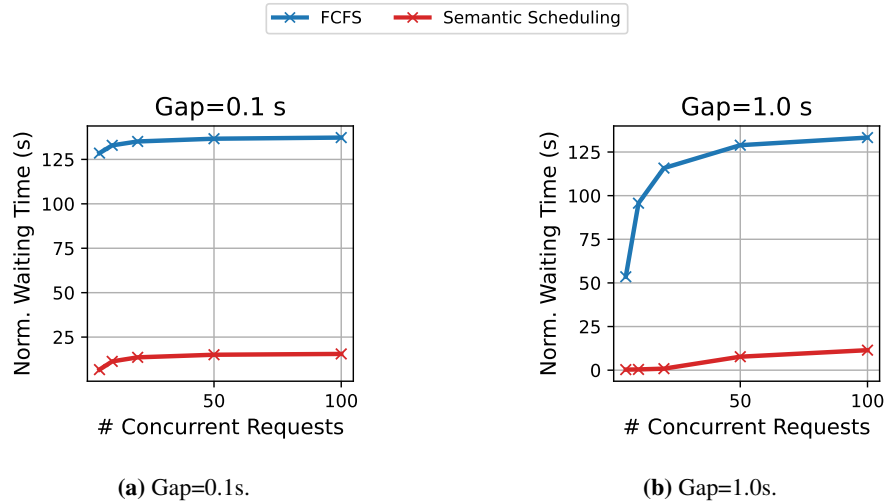 FCFS Semantic Scheduling
Gap=0.1 s
Norm. Waiting Time (s)
125
100
75
50
25
50 100
# Concurrent Requests
(a) Gap=0.1s.
Gap=1.0 s
Norm. Waiting Time (s)
125
100
75
50
25
0
50 100
# Concurrent Requests
(b) Gap=1.0s.